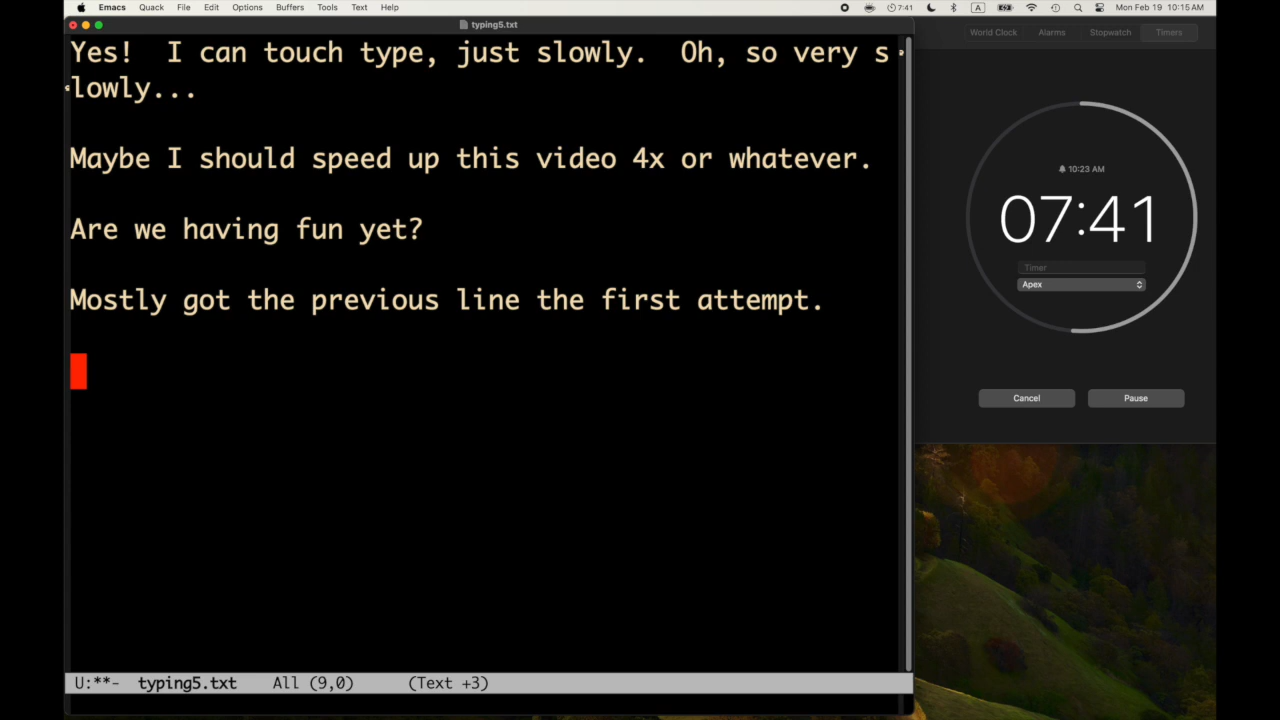 Emacs Quack File Edit Options Buffers Tools Text Help 7:41 A Mon Feb 19 10:15 AM
typing5.txt
World Clock Alarms Stopwatch Timers
Yes!  I can touch type, just slowly.  Oh, so very s
lowly...
Maybe I should speed up this video 4x or whatever.
Are we having fun yet?
Mostly got the previous line the first attempt.
10:23 AM
07:41
Timer
Apex
Cancel Pause
U:**-  typing5.txt    All (9,0)      (Text +3)